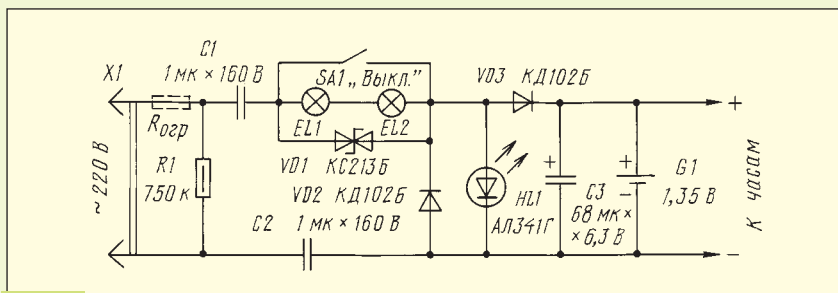 C1
1 мк × 160 В
X1
Rогр
R1
750 к
~220 В
SA1 „Выкл.”
EL1
EL2
VD1 КС213Б
VD2 КД102Б
C2 1 мк × 160 В
VD3 КД102Б
HL1
АЛ341Г
C3
68 мк ×
× 6,3 В
+
+
−
G1
1,35 В
+
К часам
−